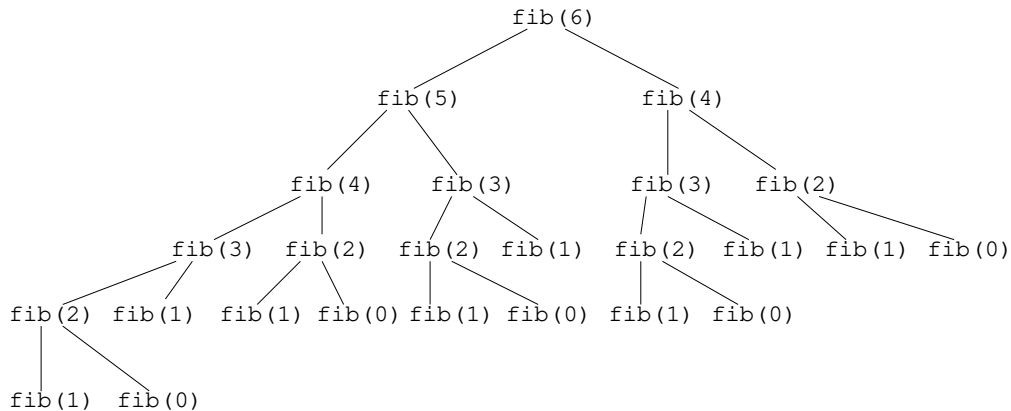 fib(6)
fib(5) fib(4)
fib(4) fib(3) fib(3) fib(2)
fib(3) fib(2) fib(2) fib(1) fib(2) fib(1) fib(1) fib(0)
fib(2) fib(1) fib(1) fib(0) fib(1) fib(0) fib(1) fib(0)
fib(1) fib(0)